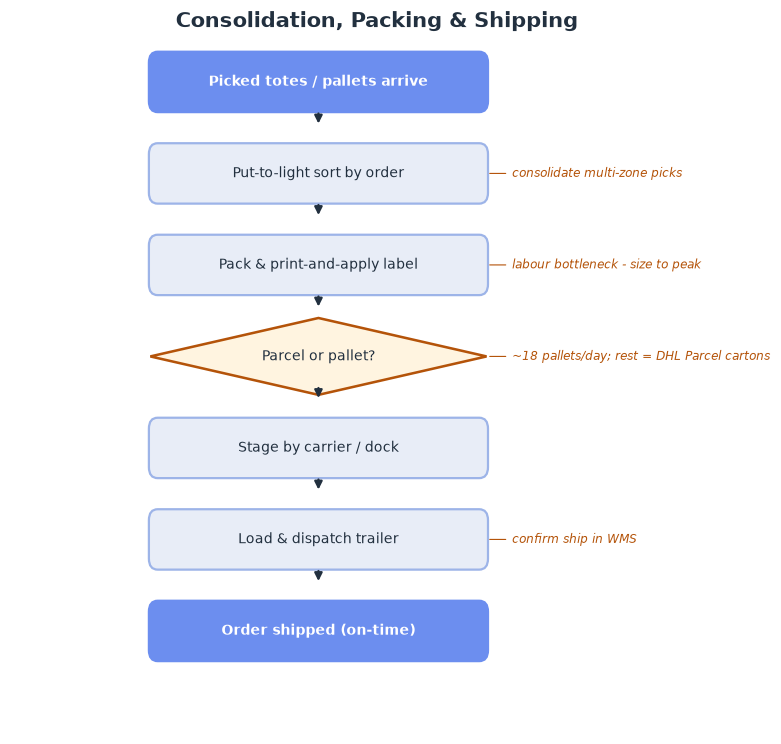 Consolidation, Packing & Shipping
Picked totes / pallets arrive
Put-to-light sort by order
consolidate multi-zone picks
Pack & print-and-apply label
labour bottleneck - size to peak
Parcel or pallet?
~18 pallets/day; rest = DHL Parcel cartons
Stage by carrier / dock
Load & dispatch trailer
confirm ship in WMS
Order shipped (on-time)